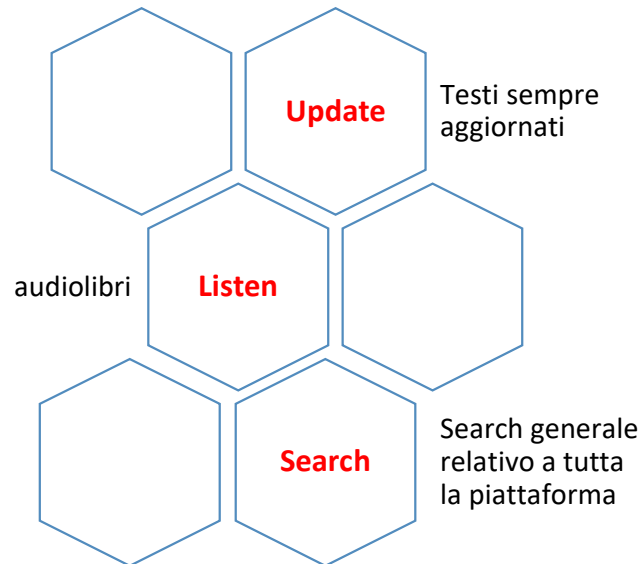 Update
Testi sempre
aggiornati
audiolibri
Listen
Search
Search generale
relativo a tutta
la piattaforma